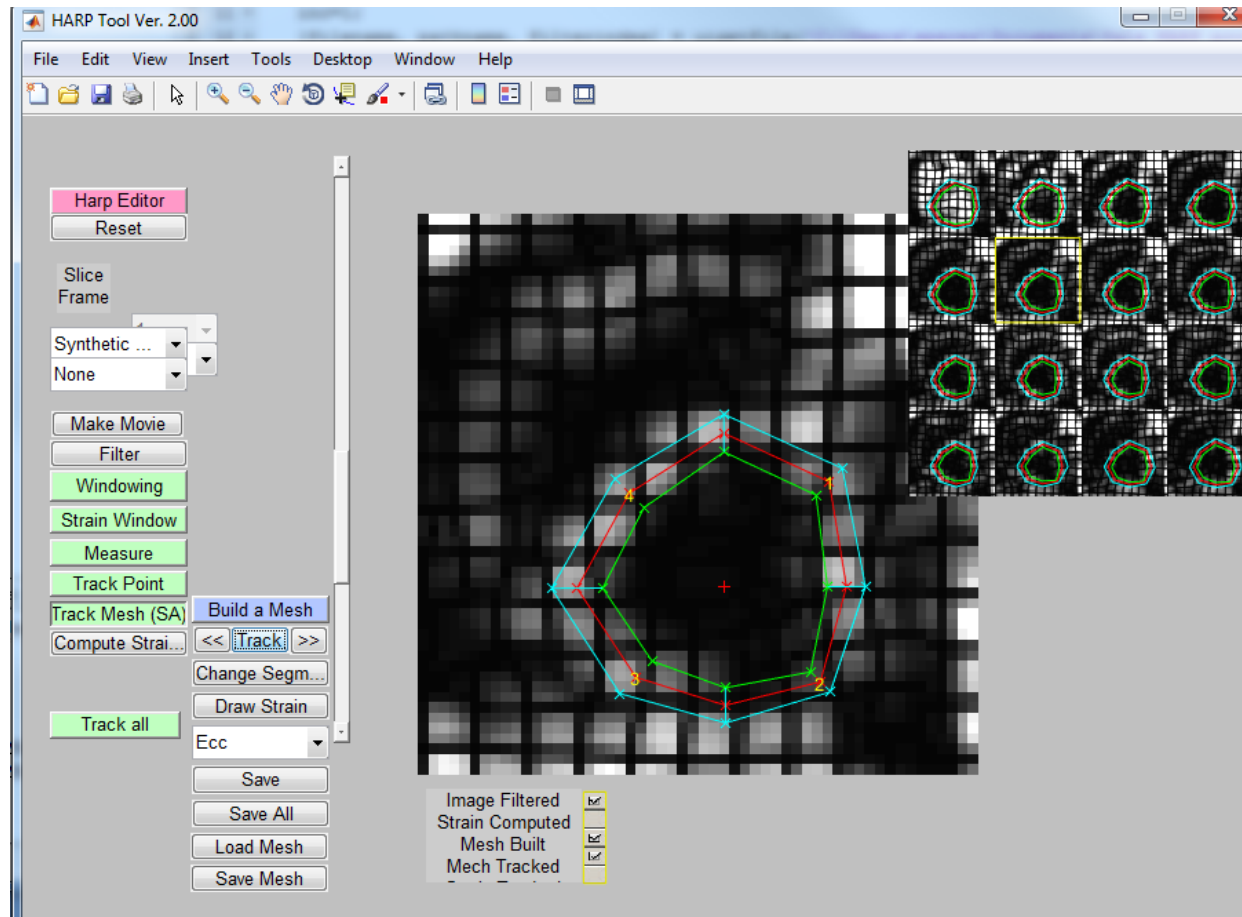 HARP Tool Ver. 2.00
File Edit View Insert Tools Desktop Window Help
Harp Editor
Reset
Slice
Frame
Synthetic ...
None
Make Movie
Filter
Windowing
Strain Window
Measure
Track Point
Track Mesh (SA)
Build a Mesh
Compute Strai...
<< Track >>
Change Segm...
Draw Strain
Track all
Ecc
Save
Save All
Load Mesh
Save Mesh
1
4
3
2
Image Filtered
Strain Computed
Mesh Built
Mech Tracked